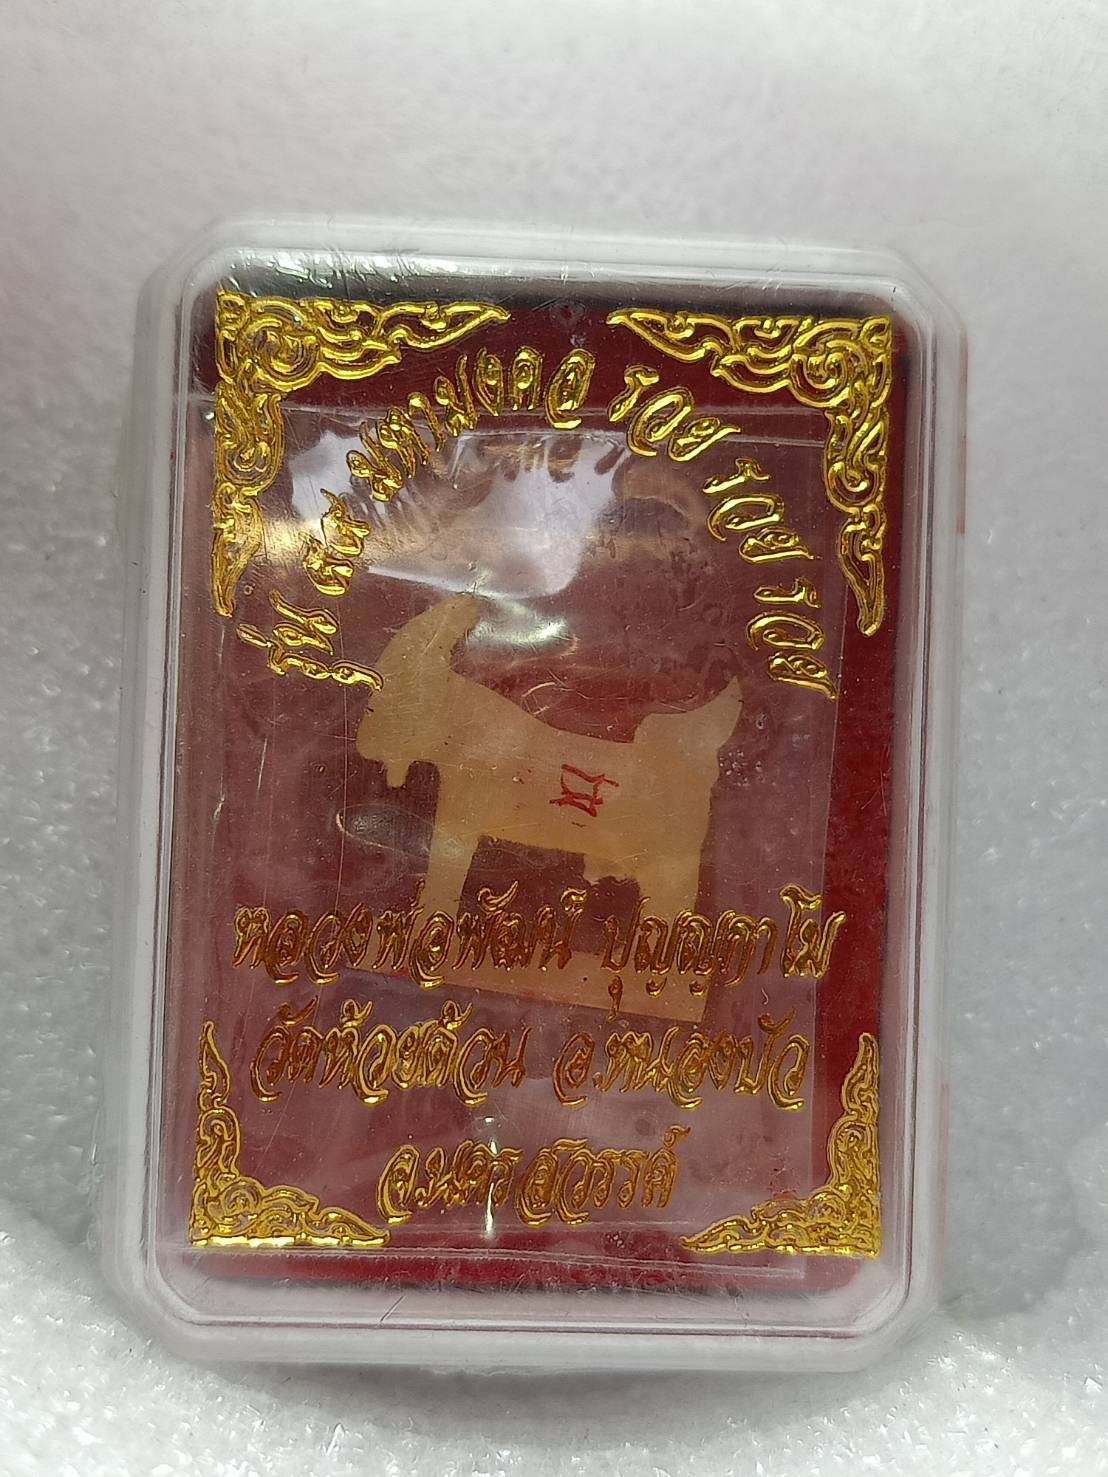 รุ่น ๘๙ มหามงคล รวย รวย รวย
หลวงพ่อพัฒน์ ปุญญกาโม
วัดห้วยด้วน อ.หนองบัว
จ.นครสวรรค์